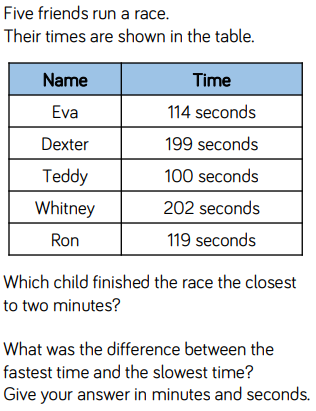 Five friends run a race.
Their times are shown in the table.
Name Time
Eva 114 seconds
Dexter 199 seconds
Teddy 100 seconds
Whitney 202 seconds
Ron 119 seconds
Which child finished the race the closest
to two minutes?
What was the difference between the
fastest time and the slowest time?
Give your answer in minutes and seconds.